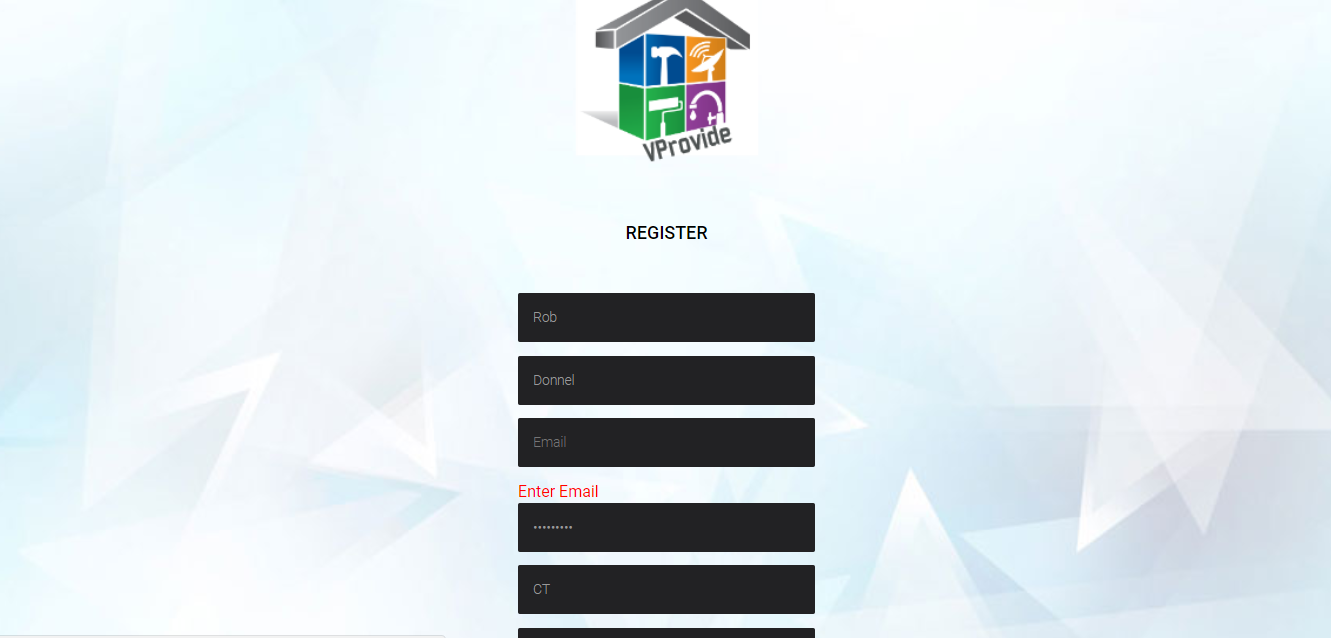 VProvide
REGISTER
Rob
Donnel
Email
Enter Email
•••••••••
CT